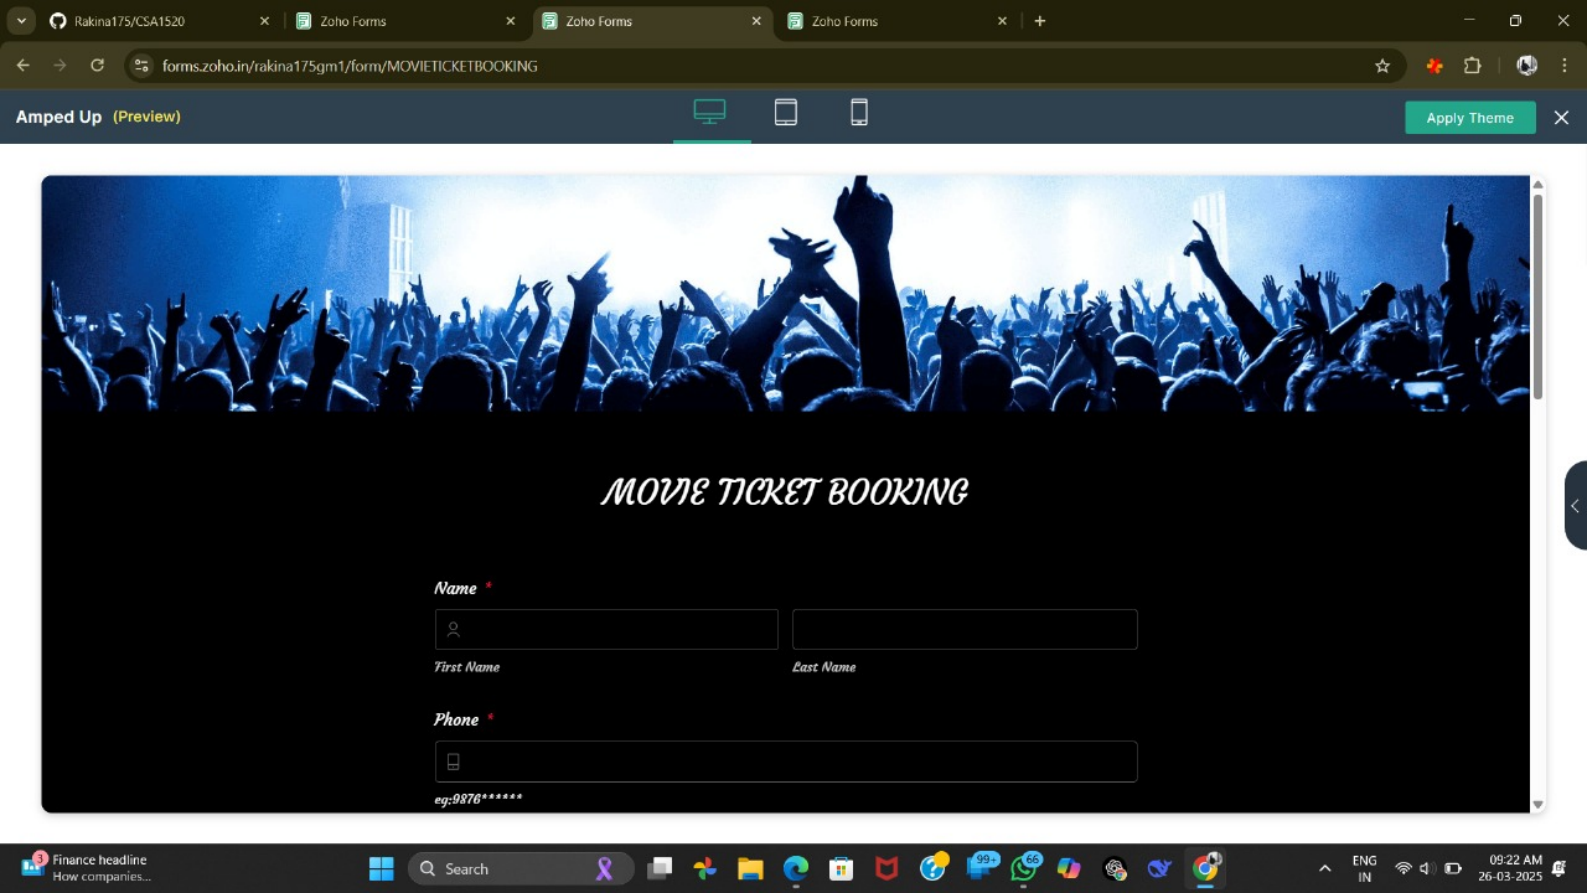 Rakina175/CSA1520
Zoho Forms
Zoho Forms
Zoho Forms
forms.zoho.in/rakina175gm1/form/MOVIETICKETBOOKING
Amped Up (Preview)
Apply Theme
MOVIE TICKET BOOKING
Name *
First Name
Last Name
Phone *
eg:9876******
3
Finance headline
How companies...
Search
99+
66
ENG
IN
09:22 AM
26-03-2025